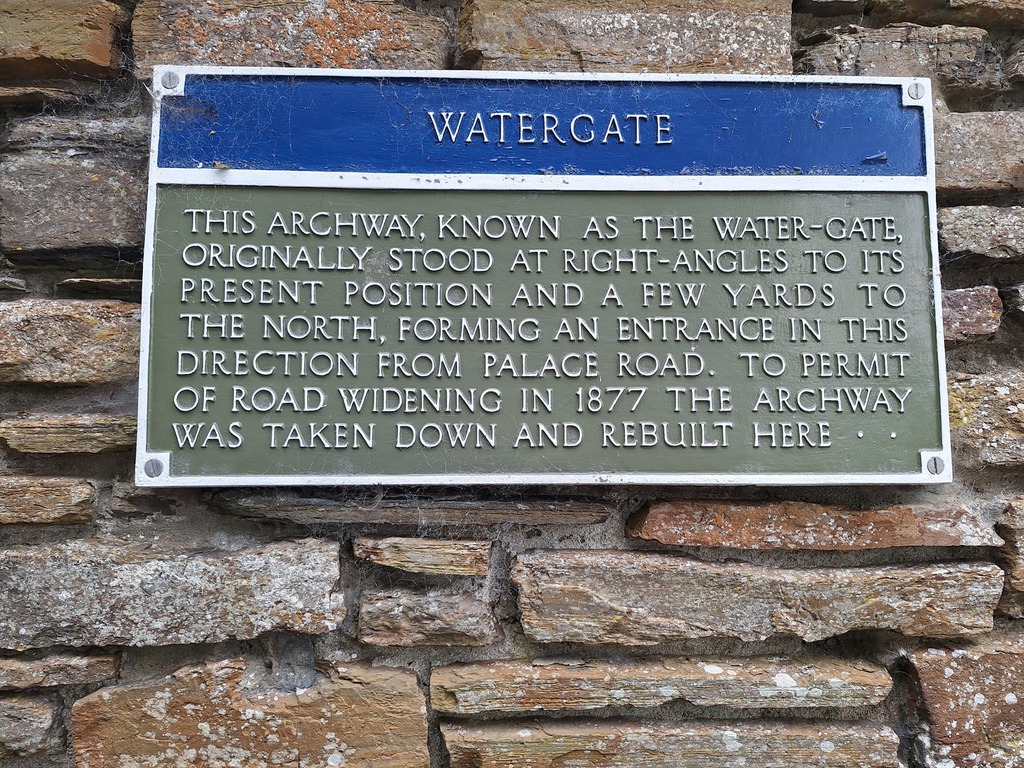 WATERGATE
THIS ARCHWAY, KNOWN AS THE WATER-GATE,
ORIGINALLY STOOD AT RIGHT-ANGLES TO ITS
PRESENT POSITION AND A FEW YARDS TO
THE NORTH, FORMING AN ENTRANCE IN THIS
DIRECTION FROM PALACE ROAD. TO PERMIT
OF ROAD WIDENING IN 1877 THE ARCHWAY
WAS TAKEN DOWN AND REBUILT HERE · ·